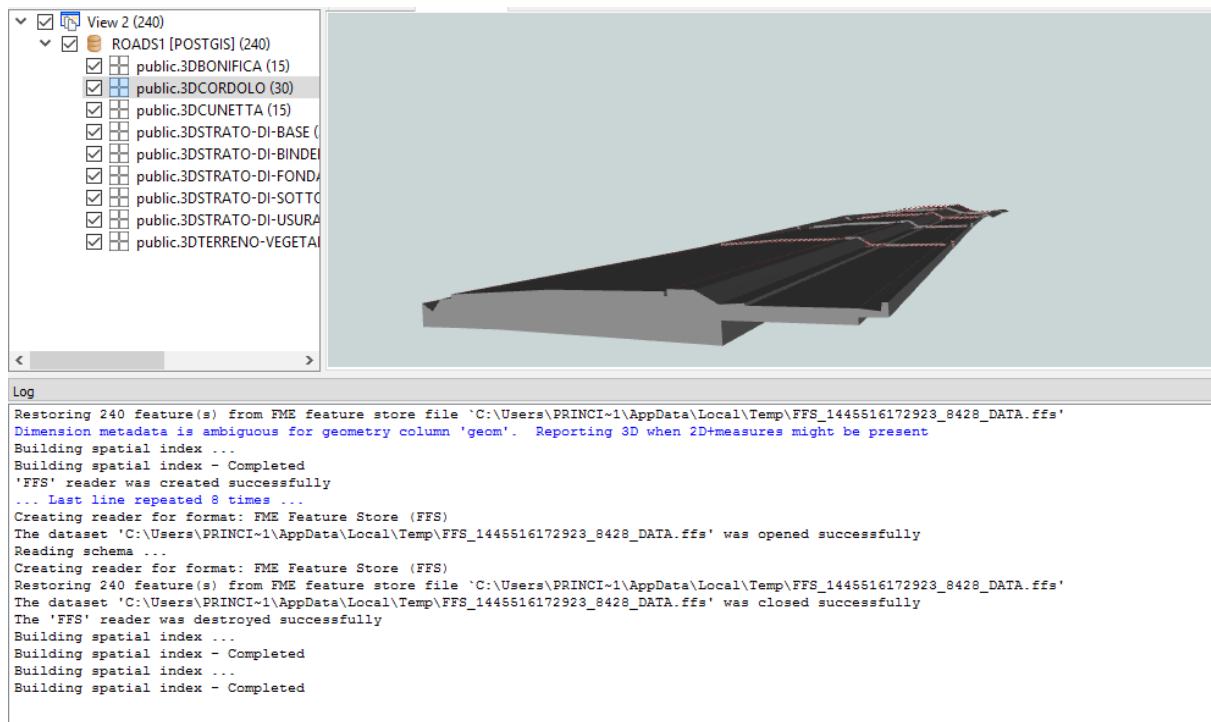 View 2 (240)
ROADS1 [POSTGIS] (240)
public.3DBONIFICA (15)
public.3DCORDOLO (30)
public.3DCUNETTA (15)
public.3DSTRATO-DI-BASE (
public.3DSTRATO-DI-BINDE
public.3DSTRATO-DI-FOND
public.3DSTRATO-DI-SOTTO
public.3DSTRATO-DI-USURA
public.3DTERRENO-VEGETA
Log
Restoring 240 feature(s) from FME feature store file `C:\Users\PRINCI~1\AppData\Local\Temp\FFS_1445516172923_8428_DATA.ffs'
Dimension metadata is ambiguous for geometry column 'geom'.  Reporting 3D when 2D+measures might be present
Building spatial index ...
Building spatial index - Completed
'FFS' reader was created successfully
... Last line repeated 8 times ...
Creating reader for format: FME Feature Store (FFS)
The dataset 'C:\Users\PRINCI~1\AppData\Local\Temp\FFS_1445516172923_8428_DATA.ffs' was opened successfully
Reading schema ...
Creating reader for format: FME Feature Store (FFS)
Restoring 240 feature(s) from FME feature store file `C:\Users\PRINCI~1\AppData\Local\Temp\FFS_1445516172923_8428_DATA.ffs'
The dataset 'C:\Users\PRINCI~1\AppData\Local\Temp\FFS_1445516172923_8428_DATA.ffs' was closed successfully
The 'FFS' reader was destroyed successfully
Building spatial index ...
Building spatial index - Completed
Building spatial index ...
Building spatial index - Completed